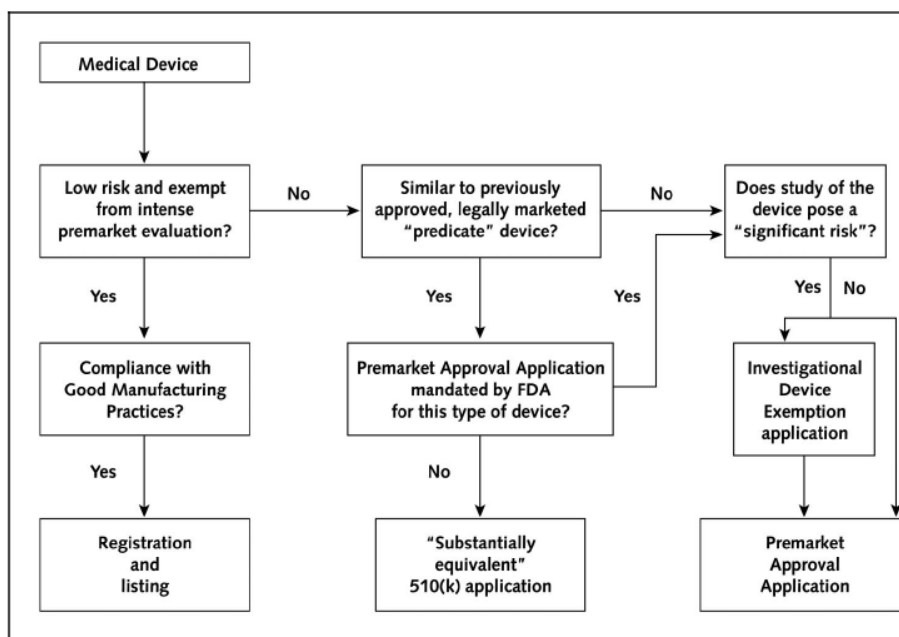 Medical Device
Low risk and exempt
from intense
premarket evaluation?
No
Similar to previously
approved, legally marketed
“predicate” device?
No
Does study of the
device pose a
“significant risk”?
Yes
Yes
Yes
Yes
No
Compliance with
Good Manufacturing
Practices?
Premarket Approval Application
mandated by FDA
for this type of device?
Investigational
Device
Exemption
application
Yes
No
Registration
and
listing
“Substantially
equivalent”
510(k) application
Premarket
Approval
Application